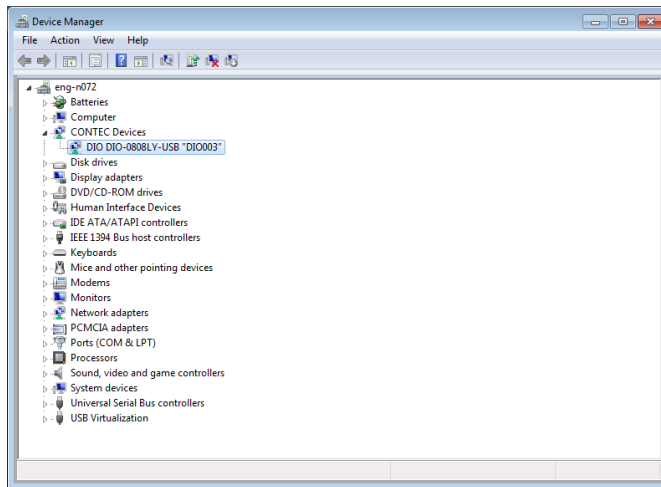 Device Manager
File Action View Help
eng-n072
Batteries
Computer
CONTEC Devices
DIO DIO-0808LY-USB "DIO003"
Disk drives
Display adapters
DVD/CD-ROM drives
Human Interface Devices
IDE ATA/ATAPI controllers
IEEE 1394 Bus host controllers
Keyboards
Mice and other pointing devices
Modems
Monitors
Network adapters
PCMCIA adapters
Ports (COM & LPT)
Processors
Sound, video and game controllers
System devices
Universal Serial Bus controllers
USB Virtualization